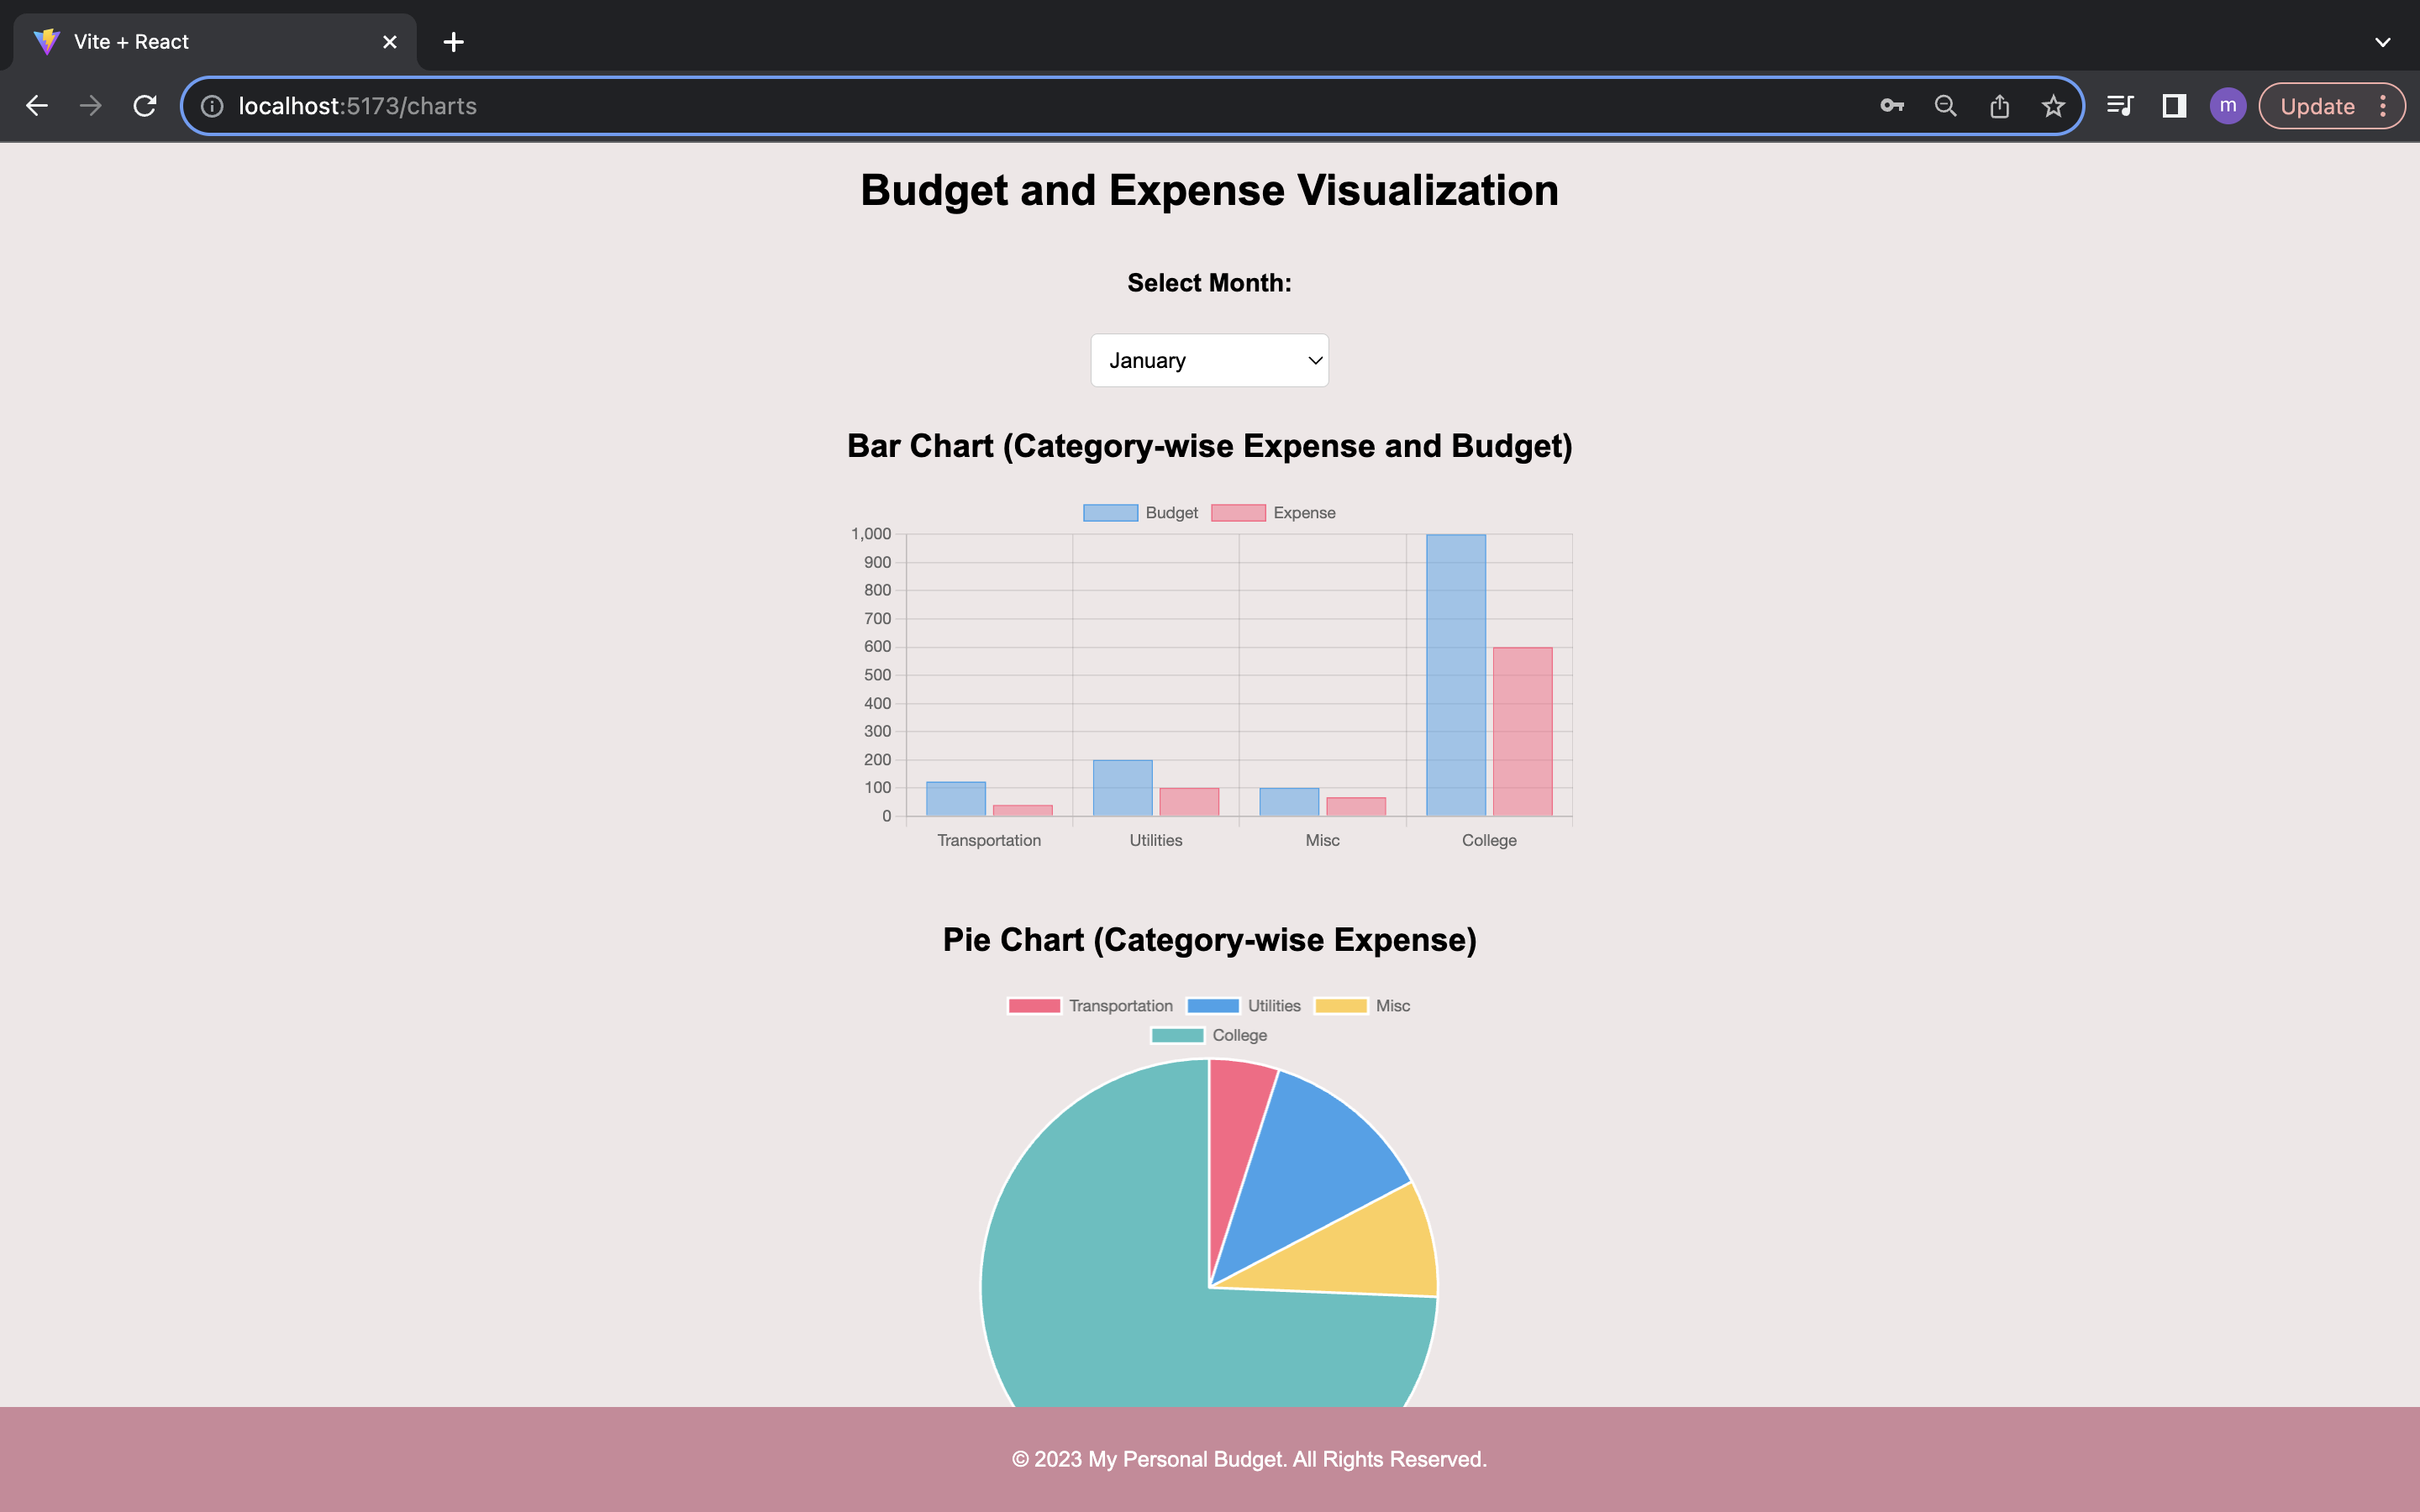 Vite + React
localhost:5173/charts
m
Update
Budget and Expense Visualization
Select Month:
January
Bar Chart (Category-wise Expense and Budget)
Budget Expense
1,000
900
800
700
600
500
400
300
200
100
0
Transportation Utilities Misc College
Pie Chart (Category-wise Expense)
Transportation Utilities Misc
College
© 2023 My Personal Budget. All Rights Reserved.